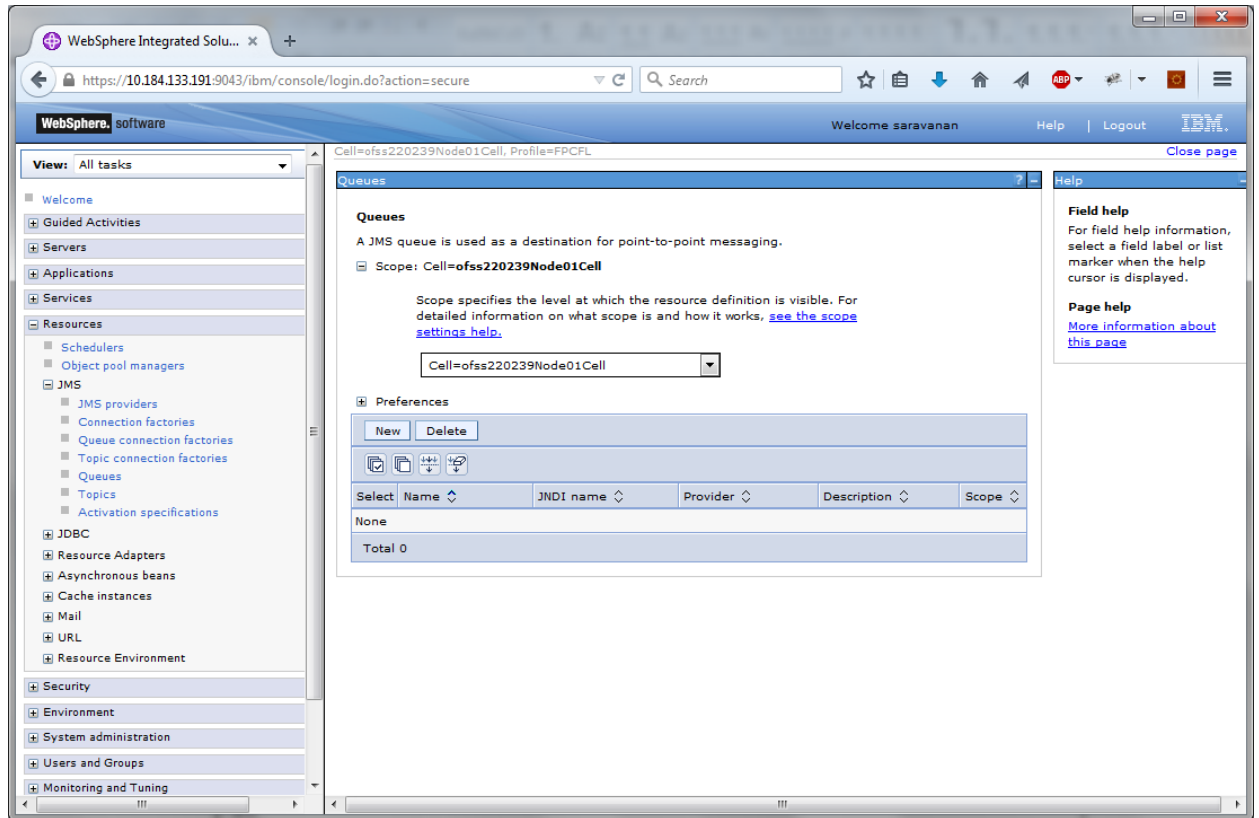 WebSphere Integrated Solu... × +
https://10.184.133.191:9043/ibm/console/login.do?action=secure
Search
ABP
WebSphere. software
Welcome saravanan
Help | Logout
IBM.
View: All tasks
Welcome
Guided Activities
Servers
Applications
Services
Resources
Schedulers
Object pool managers
JMS
JMS providers
Connection factories
Queue connection factories
Topic connection factories
Queues
Topics
Activation specifications
JDBC
Resource Adapters
Asynchronous beans
Cache instances
Mail
URL
Resource Environment
Security
Environment
System administration
Users and Groups
Monitoring and Tuning
Cell=ofss220239Node01Cell, Profile=FPCFL
Close page
Queues ? -
Queues
A JMS queue is used as a destination for point-to-point messaging.
Scope: Cell=ofss220239Node01Cell
Scope specifies the level at which the resource definition is visible. For
detailed information on what scope is and how it works, see the scope
settings help.
Cell=ofss220239Node01Cell
Preferences
New Delete
Select Name JNDI name Provider Description Scope
None
Total 0
Help -
Field help
For field help information,
select a field label or list
marker when the help
cursor is displayed.
Page help
More information about
this page